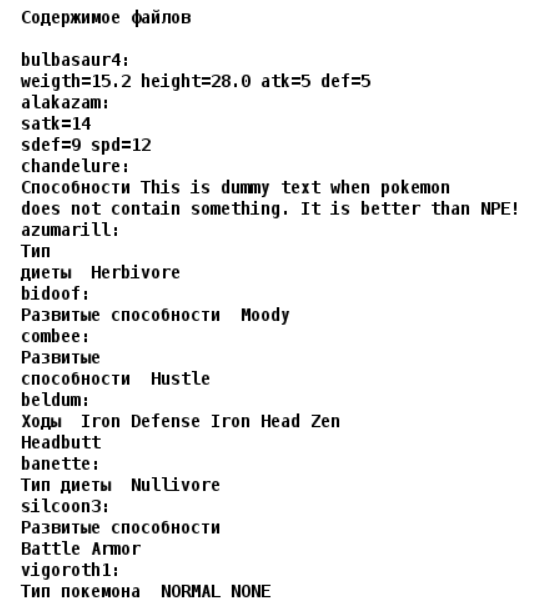 Содержимое файлов
bulbasaur4:
weigth=15.2 height=28.0 atk=5 def=5
alakazam:
satk=14
sdef=9 spd=12
chandelure:
Способности This is dummy text when pokemon
does not contain something. It is better than NPE!
azumarill:
Тип
диеты  Herbivore
bidoof:
Развитые способности  Moody
combee:
Развитые
способности  Hustle
beldum:
Ходы  Iron Defense Iron Head Zen
Headbutt
banette:
Тип диеты  Nullivore
silcoon3:
Развитые способности
Battle Armor
vigoroth1:
Тип покемона  NORMAL NONE